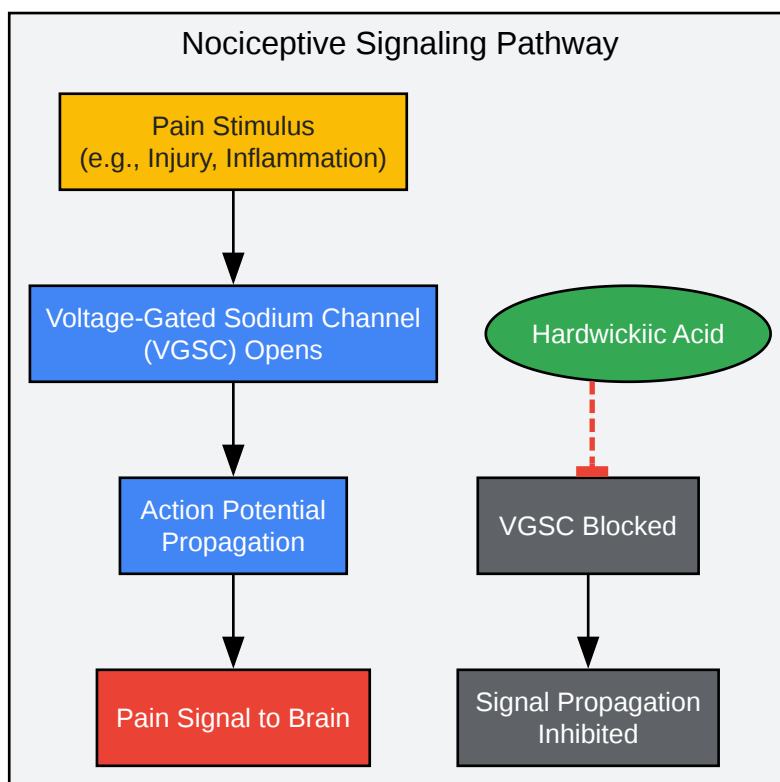 Nociceptive Signaling Pathway
Pain Stimulus
(e.g., Injury, Inflammation)
Voltage-Gated Sodium Channel
(VGSC) Opens
Hardwickiic Acid
Action Potential
Propagation
VGSC Blocked
Pain Signal to Brain
Signal Propagation
Inhibited